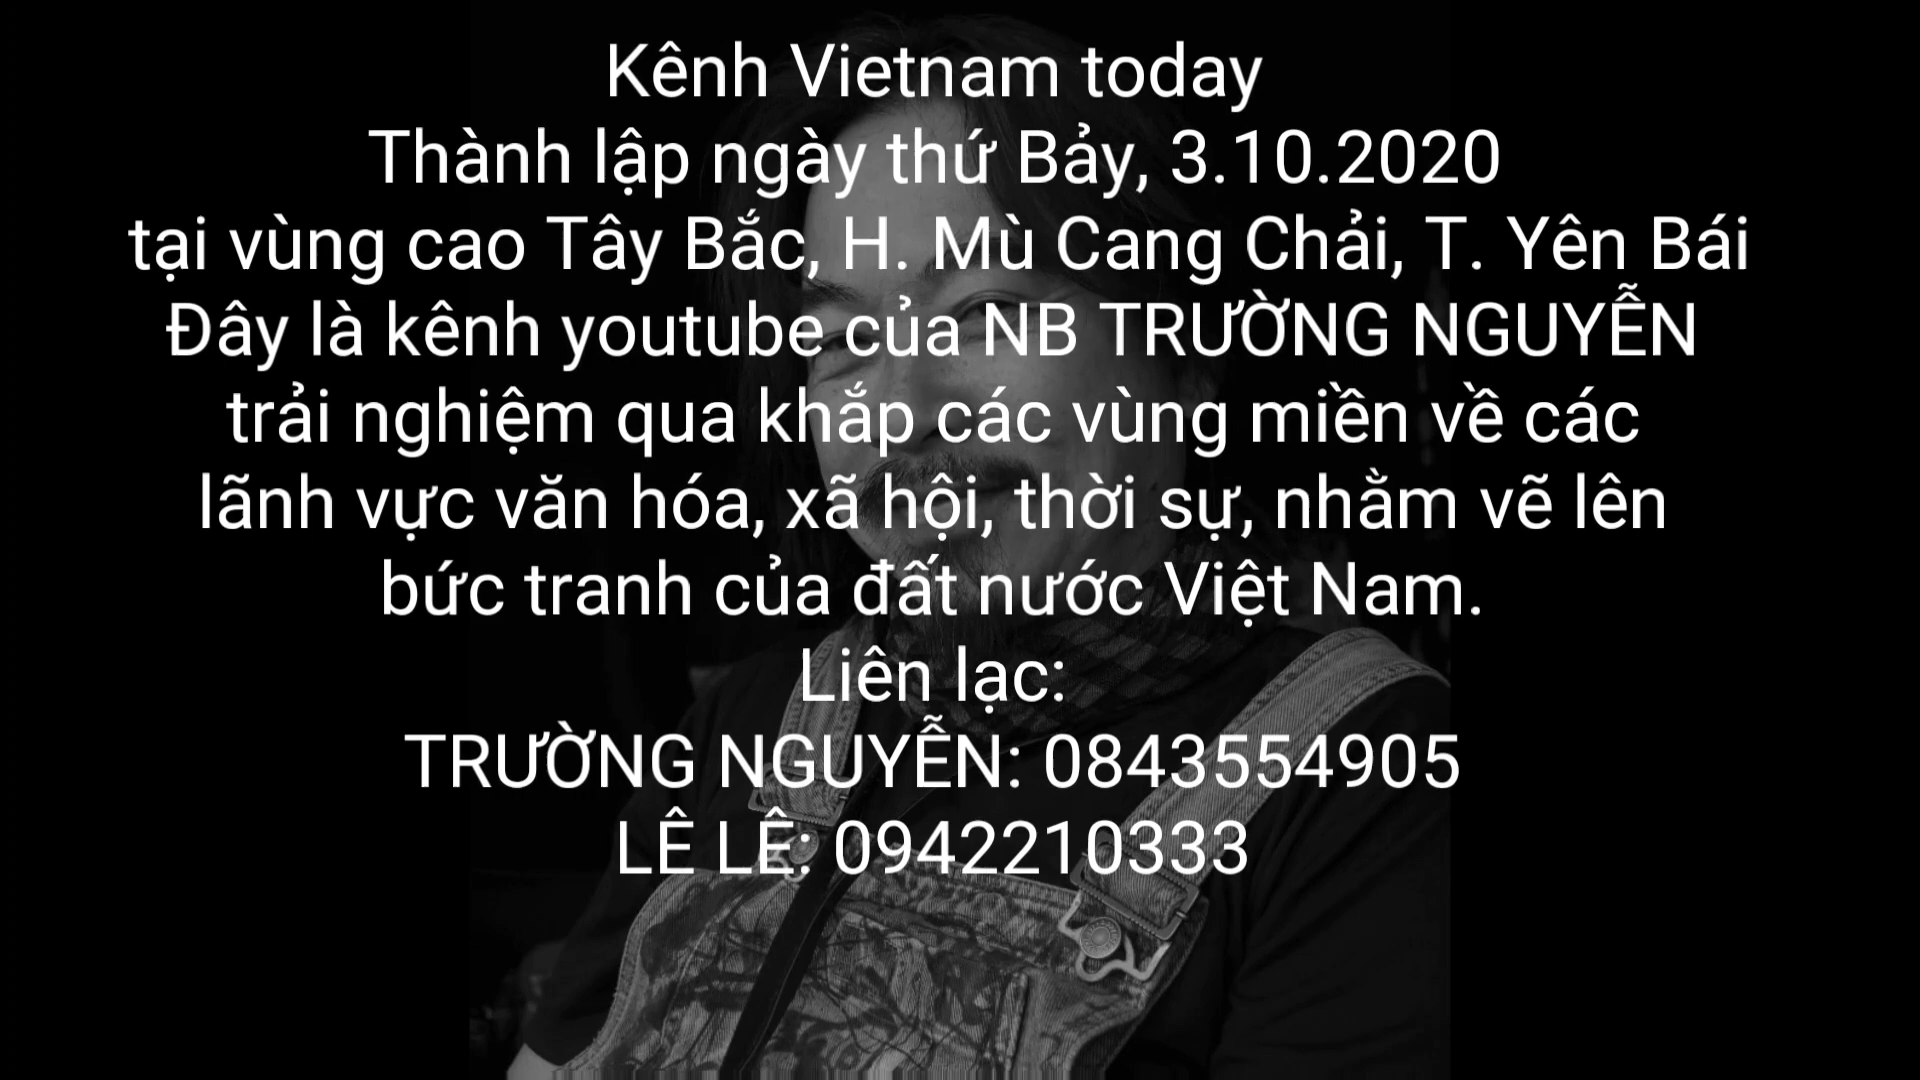 Kênh Vietnam today
Thành lập ngày thứ Bảy, 3.10.2020
tại vùng cao Tây Bắc, H. Mù Cang Chải, T. Yên Bái
Đây là kênh youtube của NB TRƯỜNG NGUYỄN
trải nghiệm qua khắp các vùng miền về các
lãnh vực văn hóa, xã hội, thời sự, nhằm vẽ lên
bức tranh của đất nước Việt Nam.
Liên lạc:
TRƯỜNG NGUYỄN: 0843554905
LÊ LÊ: 0942210333